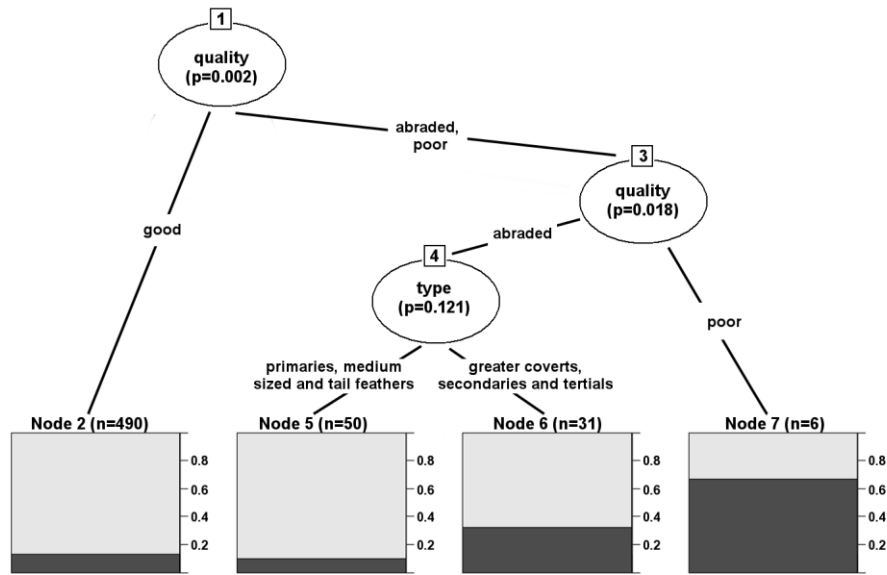 1
quality
(p=0.002)
abraded,
poor
3
quality
(p=0.018)
good
abraded
4
type
(p=0.121)
poor
primaries, medium
sized and tail feathers
greater coverts,
secondaries and tertials
Node 2 (n=490)
0.8
0.6
0.4
0.2
Node 5 (n=50)
0.8
0.6
0.4
0.2
Node 6 (n=31)
0.8
0.6
0.4
0.2
Node 7 (n=6)
0.8
0.6
0.4
0.2